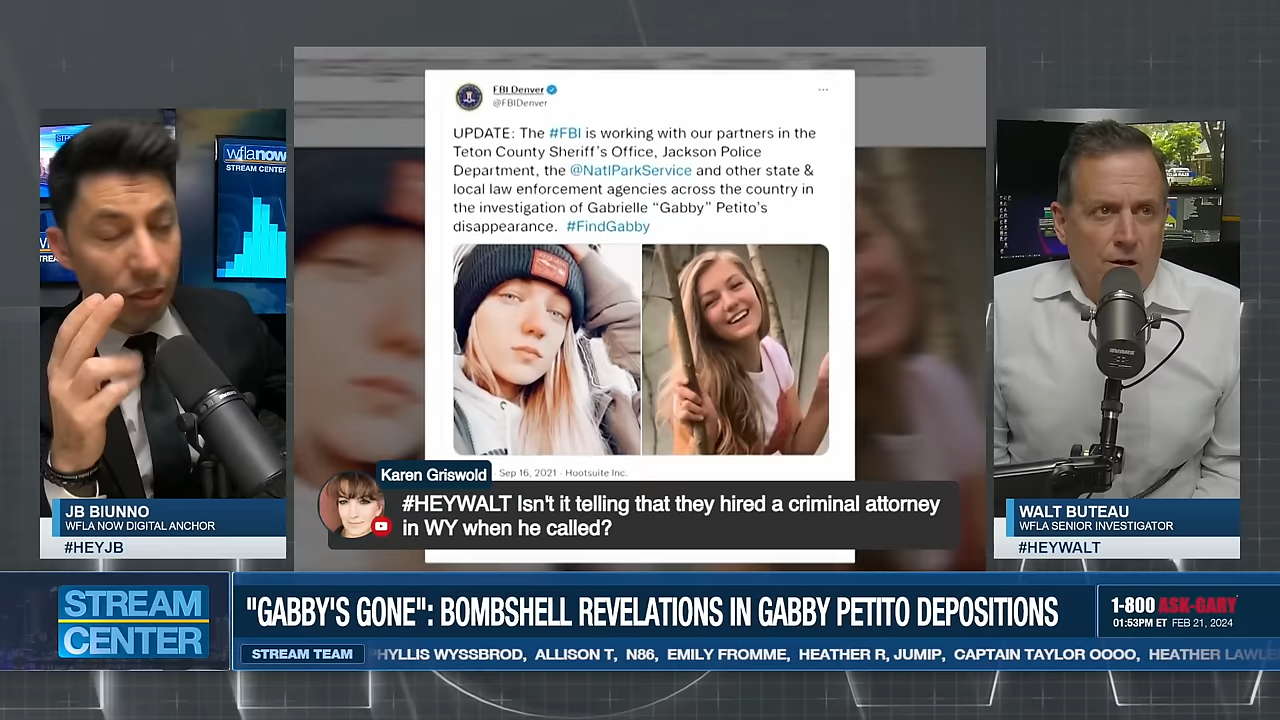 FBI Denver
@FBIDenver
UPDATE: The #FBI is working with our partners in the
Teton County Sheriff's Office, Jackson Police
Department, the @NatlParkService and other state &
local law enforcement agencies across the country in
the investigation of Gabrielle “Gabby” Petito's
disappearance. #FindGabby
Sep 16, 2021 · Hootsuite Inc.
wflanow
STREAM CENTER
Karen Griswold
#HEYWALT Isn't it telling that they hired a criminal attorney
in WY when he called?
JB BIUNNO
WFLA NOW DIGITAL ANCHOR
#HEYJB
WALT BUTEAU
WFLA SENIOR INVESTIGATOR
#HEYWALT
STREAM
CENTER
"GABBY'S GONE": BOMBSHELL REVELATIONS IN GABBY PETITO DEPOSITIONS
1-800 ASK-GARY
01:53PM ET FEB 21, 2024
STREAM TEAM
PHYLLIS WYSSBROD, ALLISON T, N86, EMILY FROMME, HEATHER R, JUMIP, CAPTAIN TAYLOR OOOO, HEATHER LAWLE